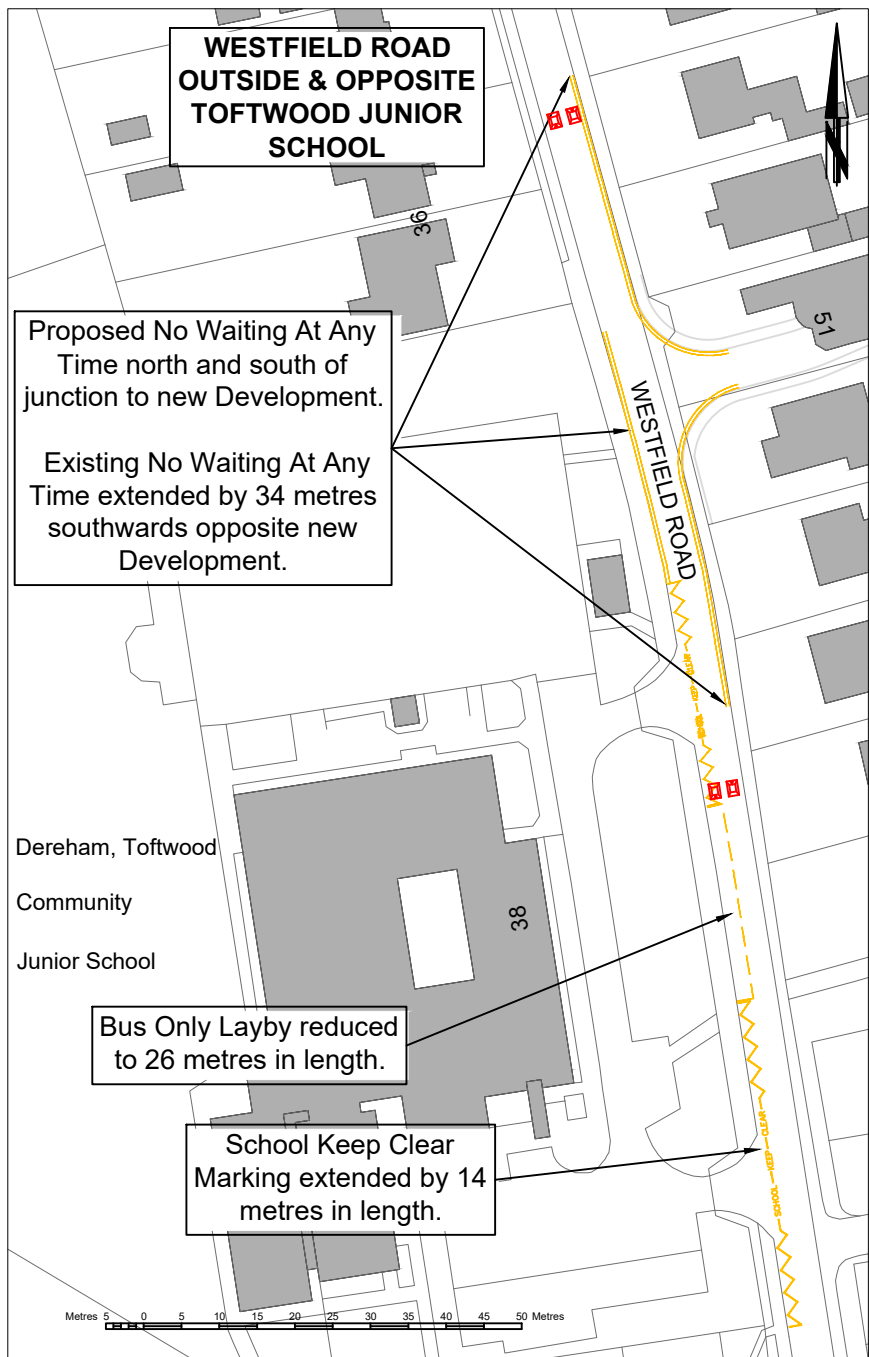 WESTFIELD ROAD
OUTSIDE & OPPOSITE
TOFTWOOD JUNIOR
SCHOOL
N
36
51
Proposed No Waiting At Any
Time north and south of
junction to new Development.
Existing No Waiting At Any
Time extended by 34 metres
southwards opposite new
Development.
WESTFIELD ROAD
SCHOOL KEEP CLEAR
Dereham, Toftwood
Community
Junior School
38
Bus Only Layby reduced
to 26 metres in length.
School Keep Clear
Marking extended by 14
metres in length.
SCHOOL KEEP CLEAR
Metres 5 0 5 10 15 20 25 30 35 40 45 50 Metres